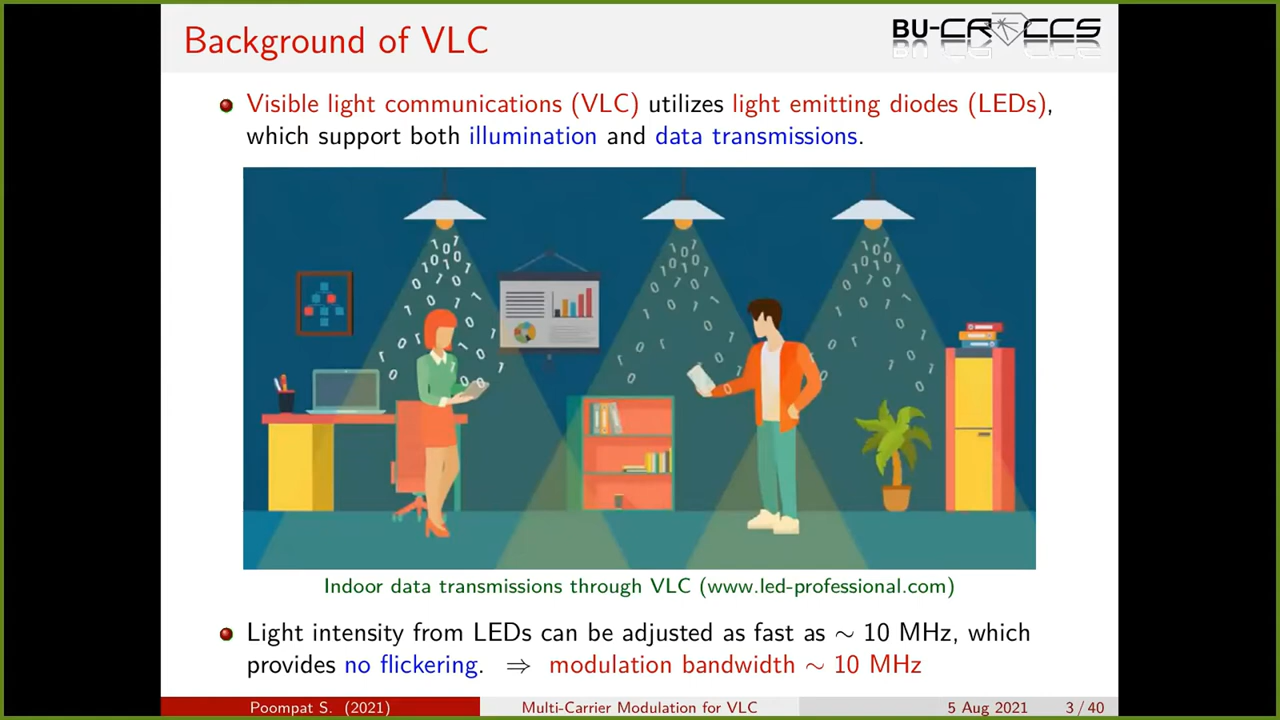 Background of VLC
BU-CROCCS
Visible light communications (VLC) utilizes light emitting diodes (LEDs),
which support both illumination and data transmissions.
Indoor data transmissions through VLC (www.led-professional.com)
Light intensity from LEDs can be adjusted as fast as ∼ 10 MHz, which
provides no flickering. ⇒ modulation bandwidth ∼ 10 MHz
Poompat S. (2021) Multi-Carrier Modulation for VLC 5 Aug 2021 3 / 40